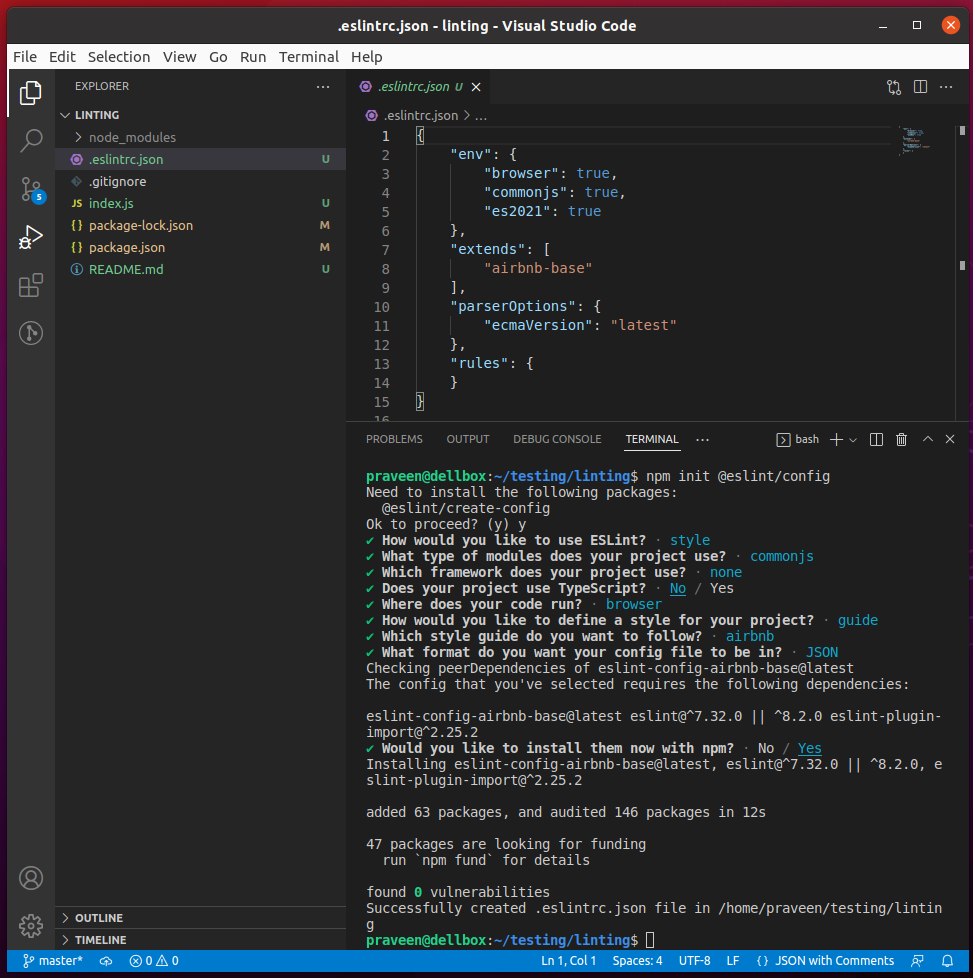 .eslintrc.json - linting - Visual Studio Code
File Edit Selection View Go Run Terminal Help
EXPLORER
LINTING
node_modules
.eslintrc.json U
.gitignore
JS index.js U
{} package-lock.json M
{} package.json M
README.md U
5
OUTLINE
TIMELINE
.eslintrc.json U
.eslintrc.json > ...
1 {
2 "env": {
3 "browser": true,
4 "commonjs": true,
5 "es2021": true
6 },
7 "extends": [
8 "airbnb-base"
9 ],
10 "parserOptions": {
11 "ecmaVersion": "latest"
12 },
13 "rules": {
14 }
15 }
16
PROBLEMS OUTPUT DEBUG CONSOLE TERMINAL ... bash
praveen@dellbox:~/testing/linting$ npm init @eslint/config
Need to install the following packages:
@eslint/create-config
Ok to proceed? (y) y
✔ How would you like to use ESLint? · style
✔ What type of modules does your project use? · commonjs
✔ Which framework does your project use? · none
✔ Does your project use TypeScript? · No / Yes
✔ Where does your code run? · browser
✔ How would you like to define a style for your project? · guide
✔ Which style guide do you want to follow? · airbnb
✔ What format do you want your config file to be in? · JSON
Checking peerDependencies of eslint-config-airbnb-base@latest
The config that you've selected requires the following dependencies:
eslint-config-airbnb-base@latest eslint@^7.32.0 || ^8.2.0 eslint-plugin-
import@^2.25.2
✔ Would you like to install them now with npm? · No / Yes
Installing eslint-config-airbnb-base@latest, eslint@^7.32.0 || ^8.2.0, e
slint-plugin-import@^2.25.2
added 63 packages, and audited 146 packages in 12s
47 packages are looking for funding
run `npm fund` for details
found 0 vulnerabilities
Successfully created .eslintrc.json file in /home/praveen/testing/lintin
g
praveen@dellbox:~/testing/linting$
master* 0 0 Ln 1, Col 1 Spaces: 4 UTF-8 LF {} JSON with Comments